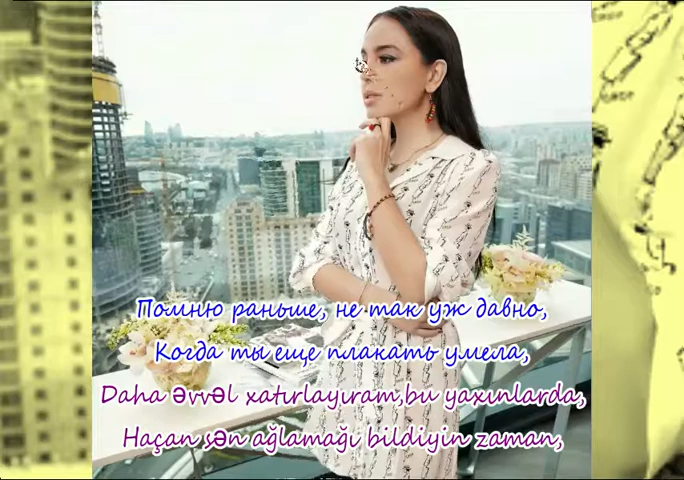 Помню раньше, не так уж давно,
Когда ты еще плакать умела,
Daha əvvəl xatırlayıram,bu yaxınlarda,
Haçan sən ağlamağı bildiyin zaman,